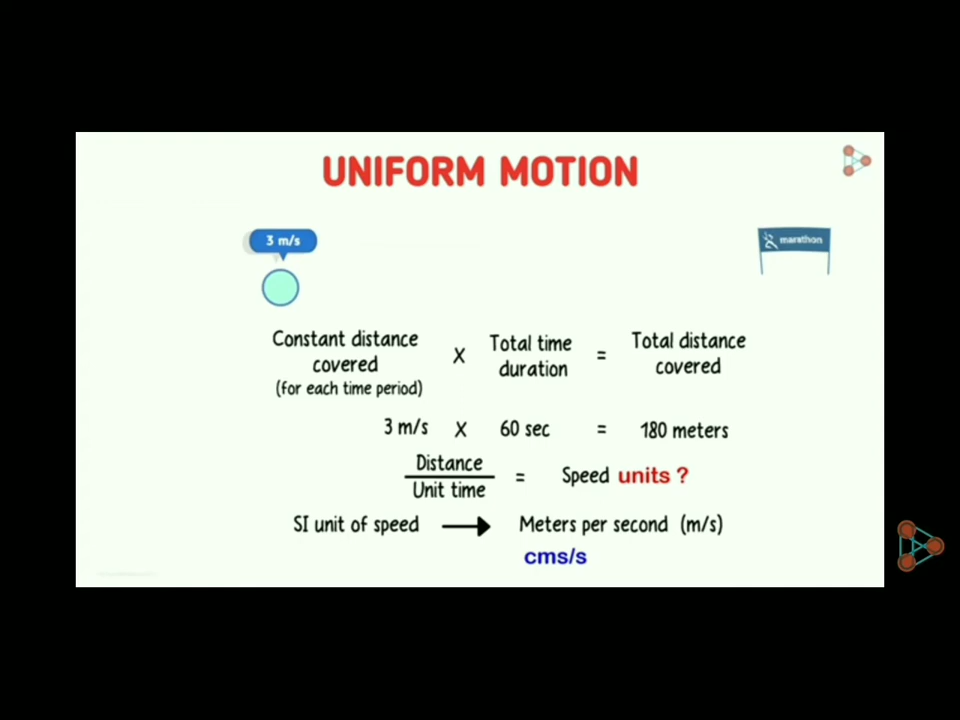 UNIFORM MOTION
3 m/s
marathon
Constant distance covered (for each time period) X Total time duration = Total distance covered
3 m/s X 60 sec = 180 meters
Distance
Unit time = Speed units ?
SI unit of speed → Meters per second (m/s)
cms/s